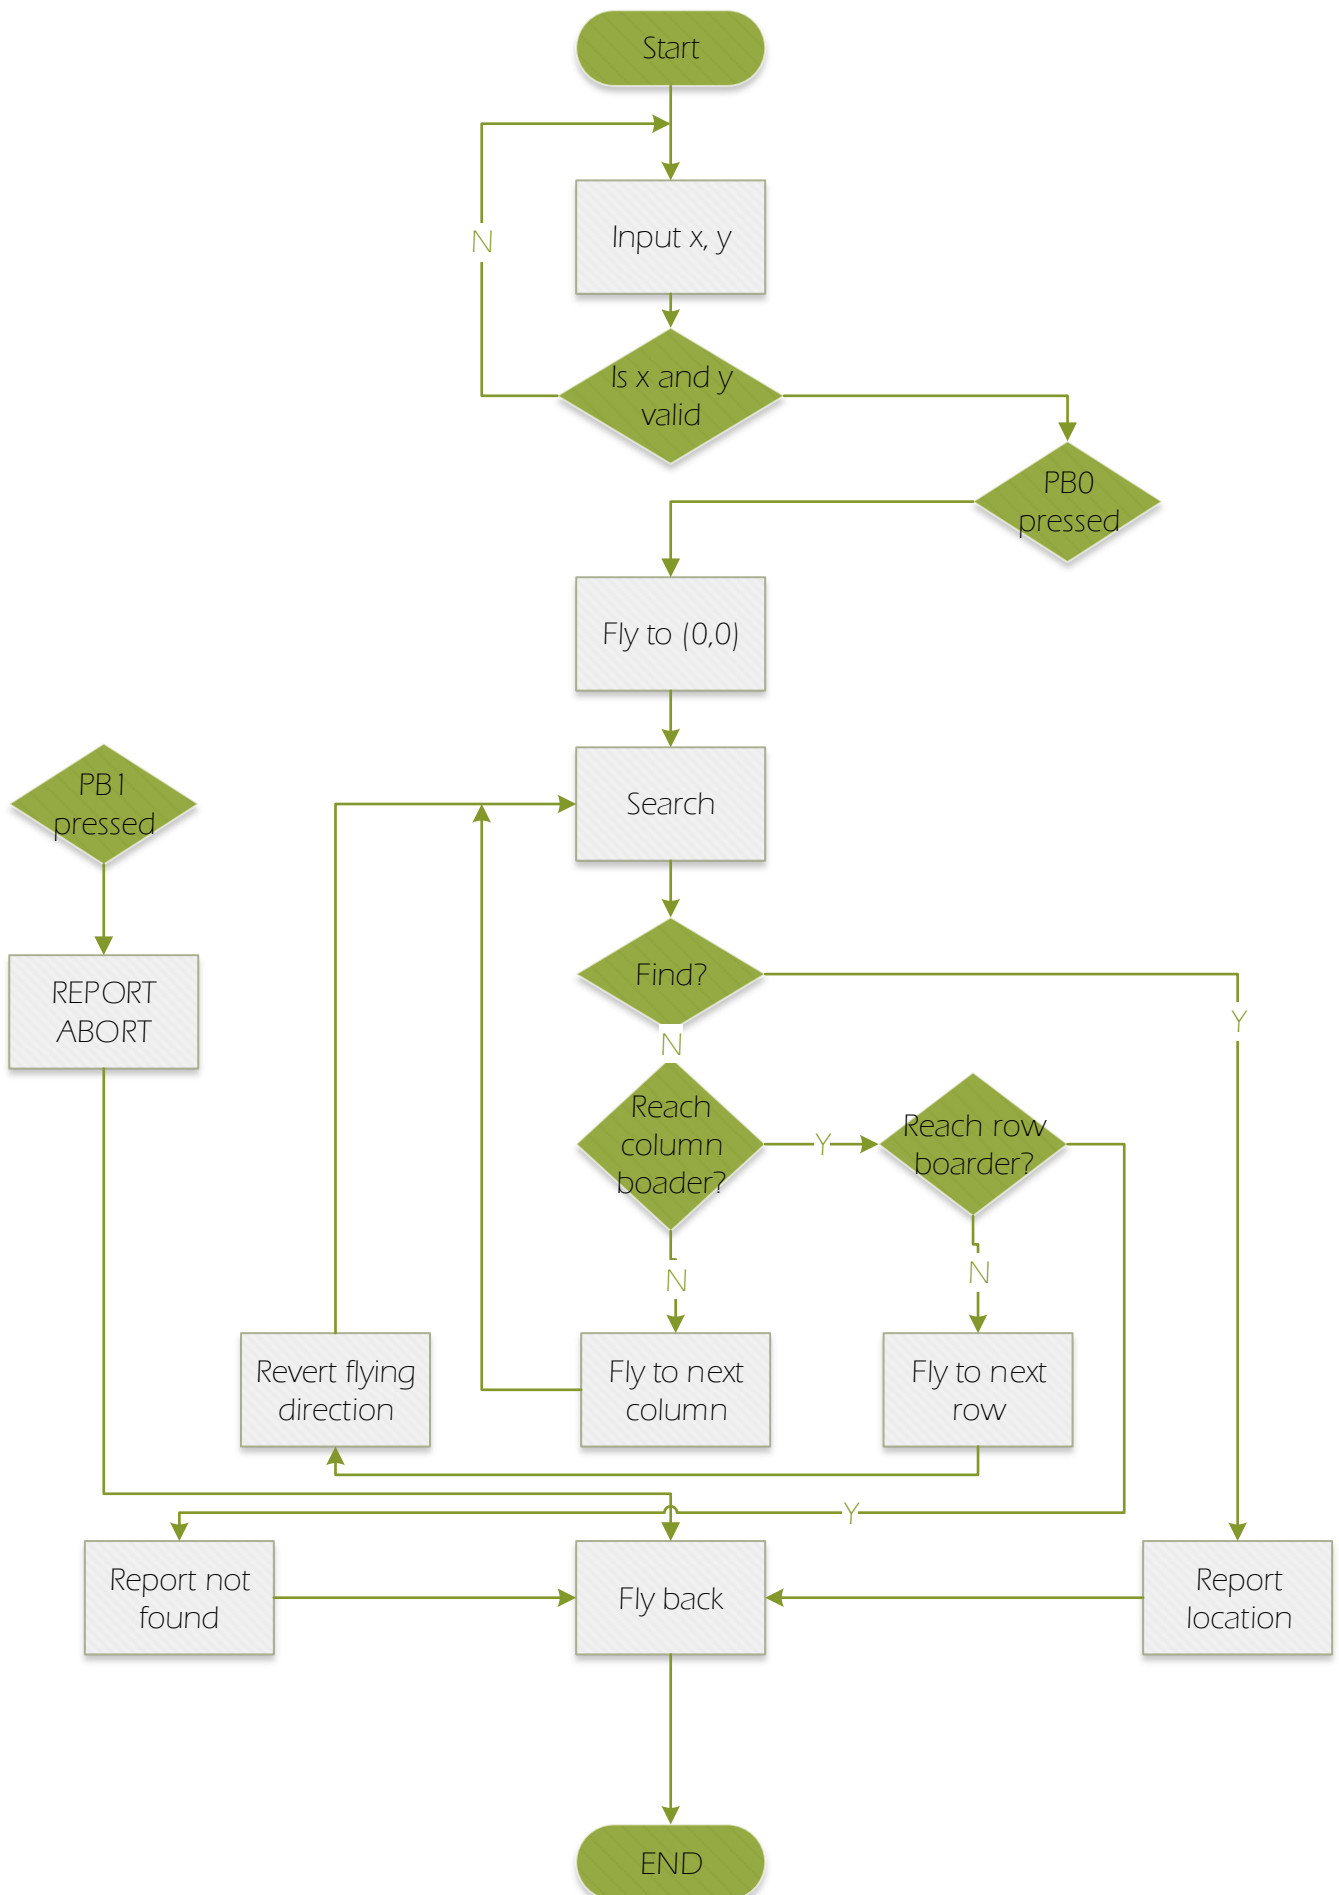 Start
Input x, y
N
Is x and y
valid
PB0
pressed
Fly to (0,0)
PB1
pressed
Search
REPORT
ABORT
Find?
Y
N
Reach
column
boader?
Y
Reach row
boarder?
N
N
Revert flying
direction
Fly to next
column
Fly to next
row
Y
Report not
found
Fly back
Report
location
END